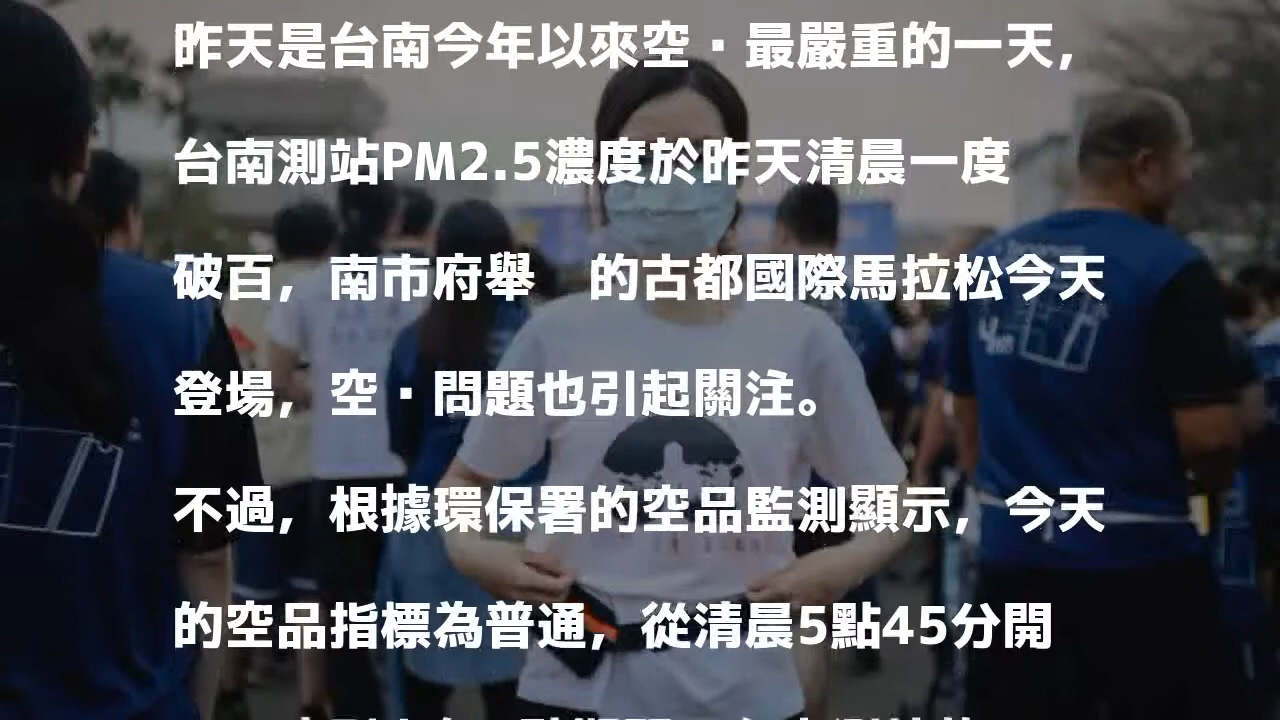 昨天是台南今年以來空·最嚴重的一天，
台南測站PM2.5濃度於昨天清晨一度
破百，南市府舉　的古都國際馬拉松今天
登場，空·問題也引起關注。
不過，根據環保署的空品監測顯示，今天
的空品指標為普通，從清晨5點45分開